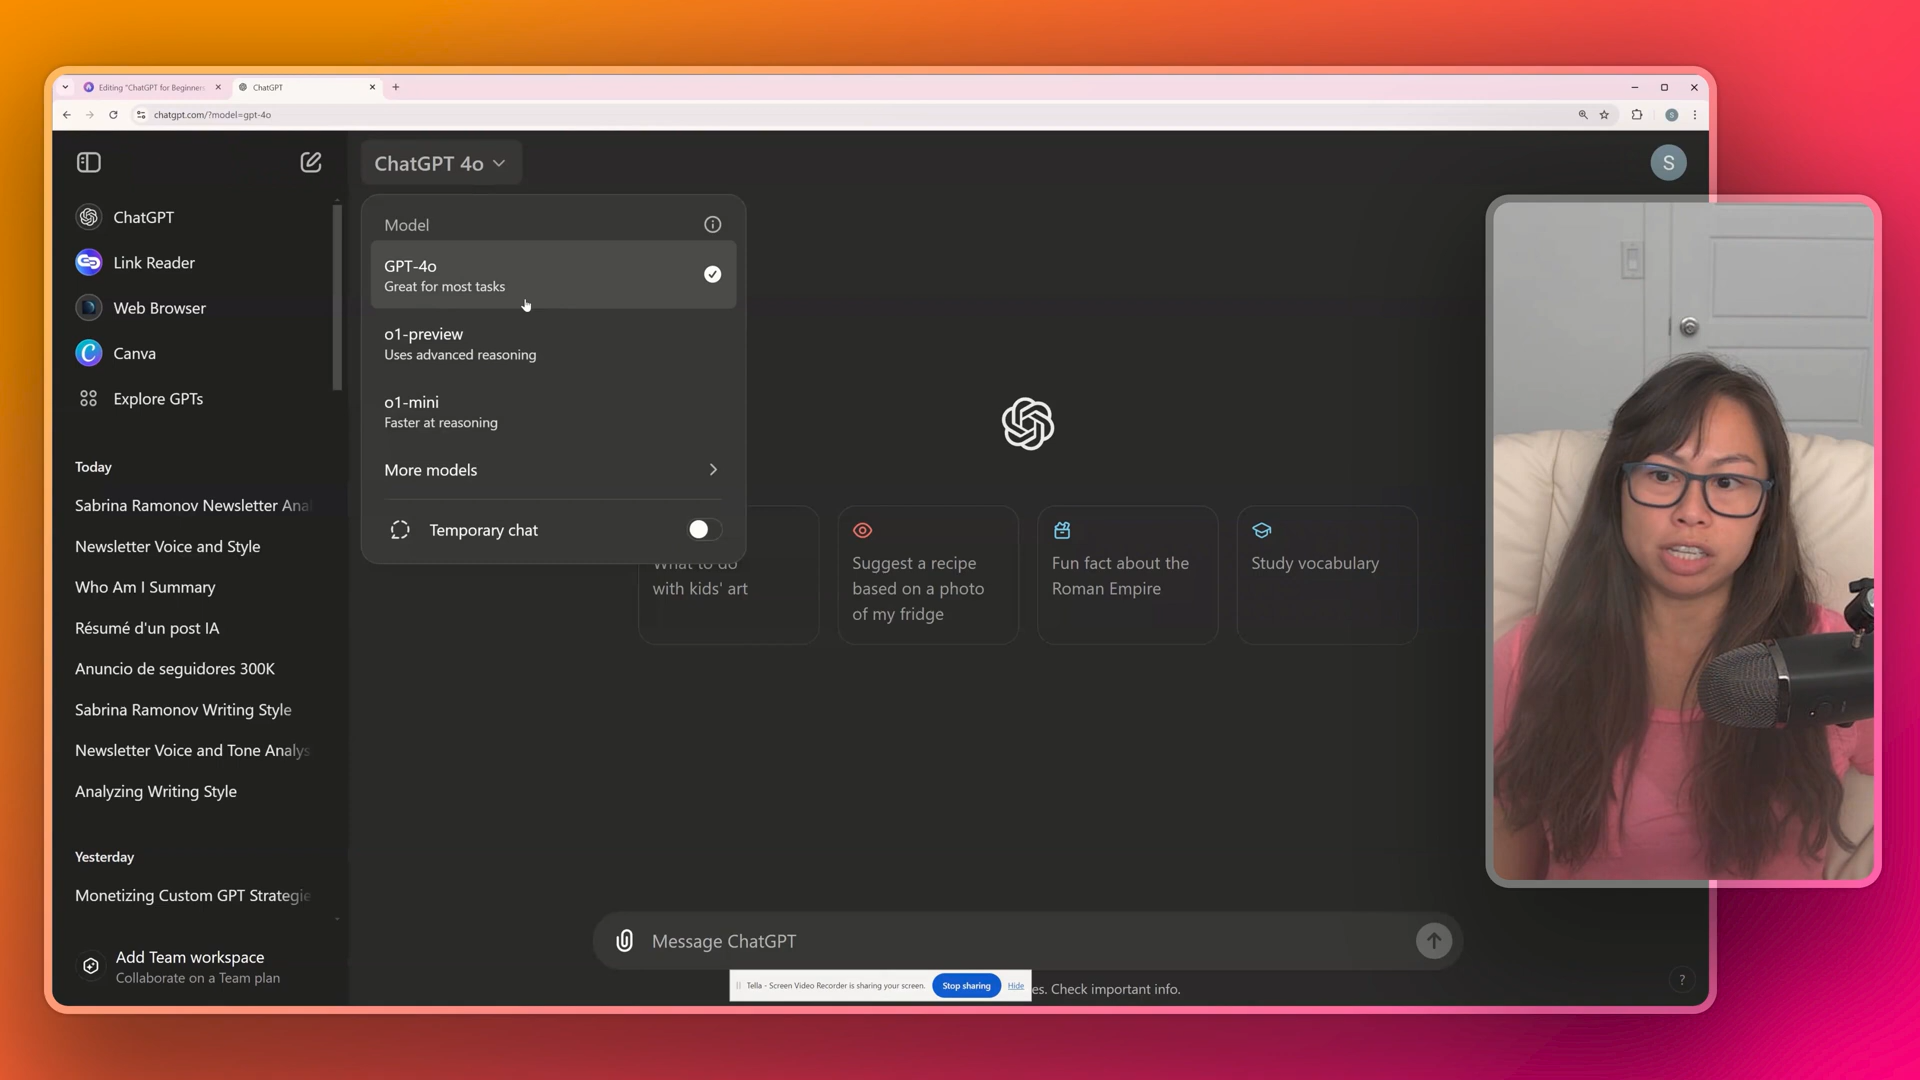 Editing "ChatGPT for Beginners
ChatGPT
chatgpt.com/?model=gpt-4o
ChatGPT 4o
S
ChatGPT
Link Reader
Web Browser
Canva
Explore GPTs
Today
Sabrina Ramonov Newsletter Ana
Newsletter Voice and Style
Who Am I Summary
Résumé d'un post IA
Anuncio de seguidores 300K
Sabrina Ramonov Writing Style
Newsletter Voice and Tone Analys
Analyzing Writing Style
Yesterday
Monetizing Custom GPT Strategie
Add Team workspace
Collaborate on a Team plan
Model
GPT-4o
Great for most tasks
o1-preview
Uses advanced reasoning
o1-mini
Faster at reasoning
More models
Temporary chat
What to do
with kids' art
Suggest a recipe
based on a photo
of my fridge
Fun fact about the
Roman Empire
Study vocabulary
Message ChatGPT
Tella - Screen Video Recorder is sharing your screen.
Stop sharing
Hide
es. Check important info.
?